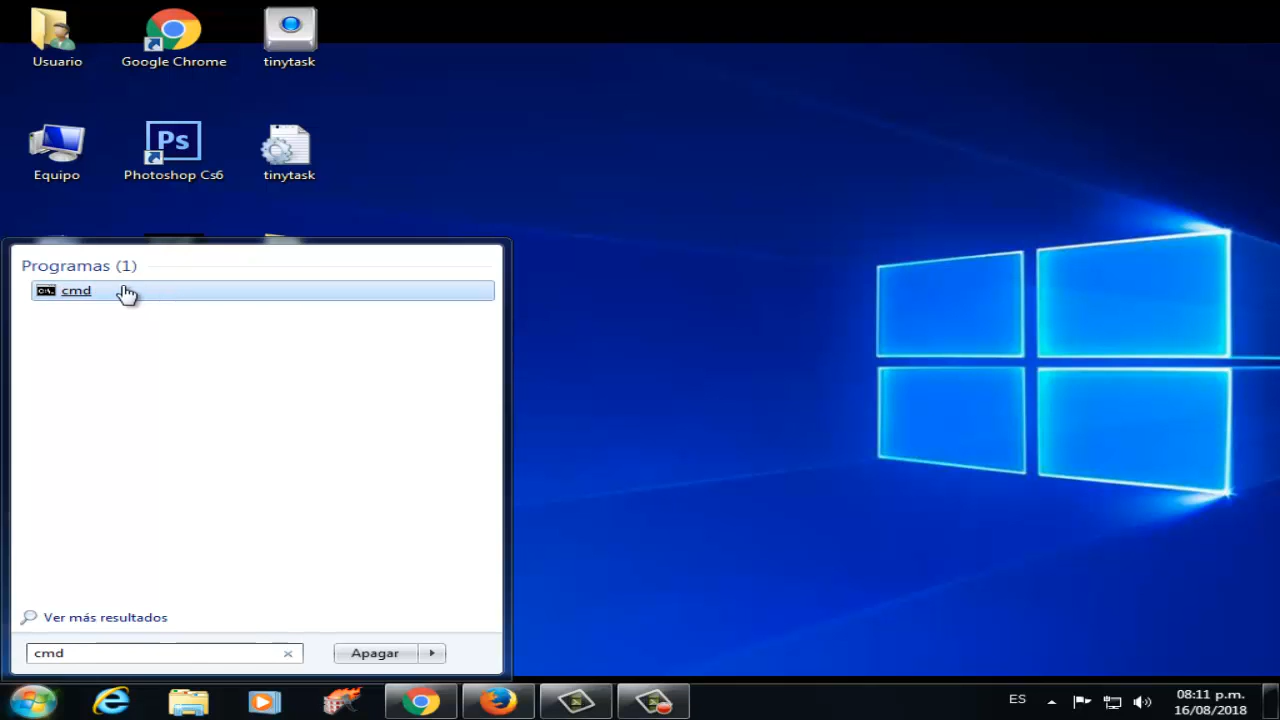 Usuario
Google Chrome
tinytask
Ps
Equipo
Photoshop Cs6
tinytask
Programas (1)
cmd
Ver más resultados
cmd
Apagar
ES
08:11 p.m.
16/08/2018